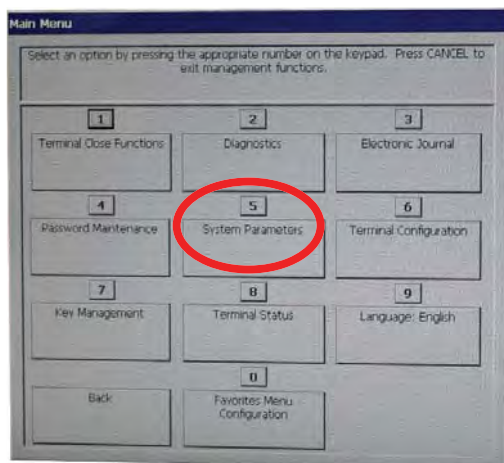 Main Menu
Select an option by pressing the appropriate number on the keypad. Press CANCEL to
exit management functions.
1 2 3
Terminal Close Functions Diagnostics Electronic Journal
4 5 6
Password Maintenance System Parameters Terminal Configuration
7 8 9
Key Management Terminal Status Language: English
0
Back Favorites Menu
Configuration